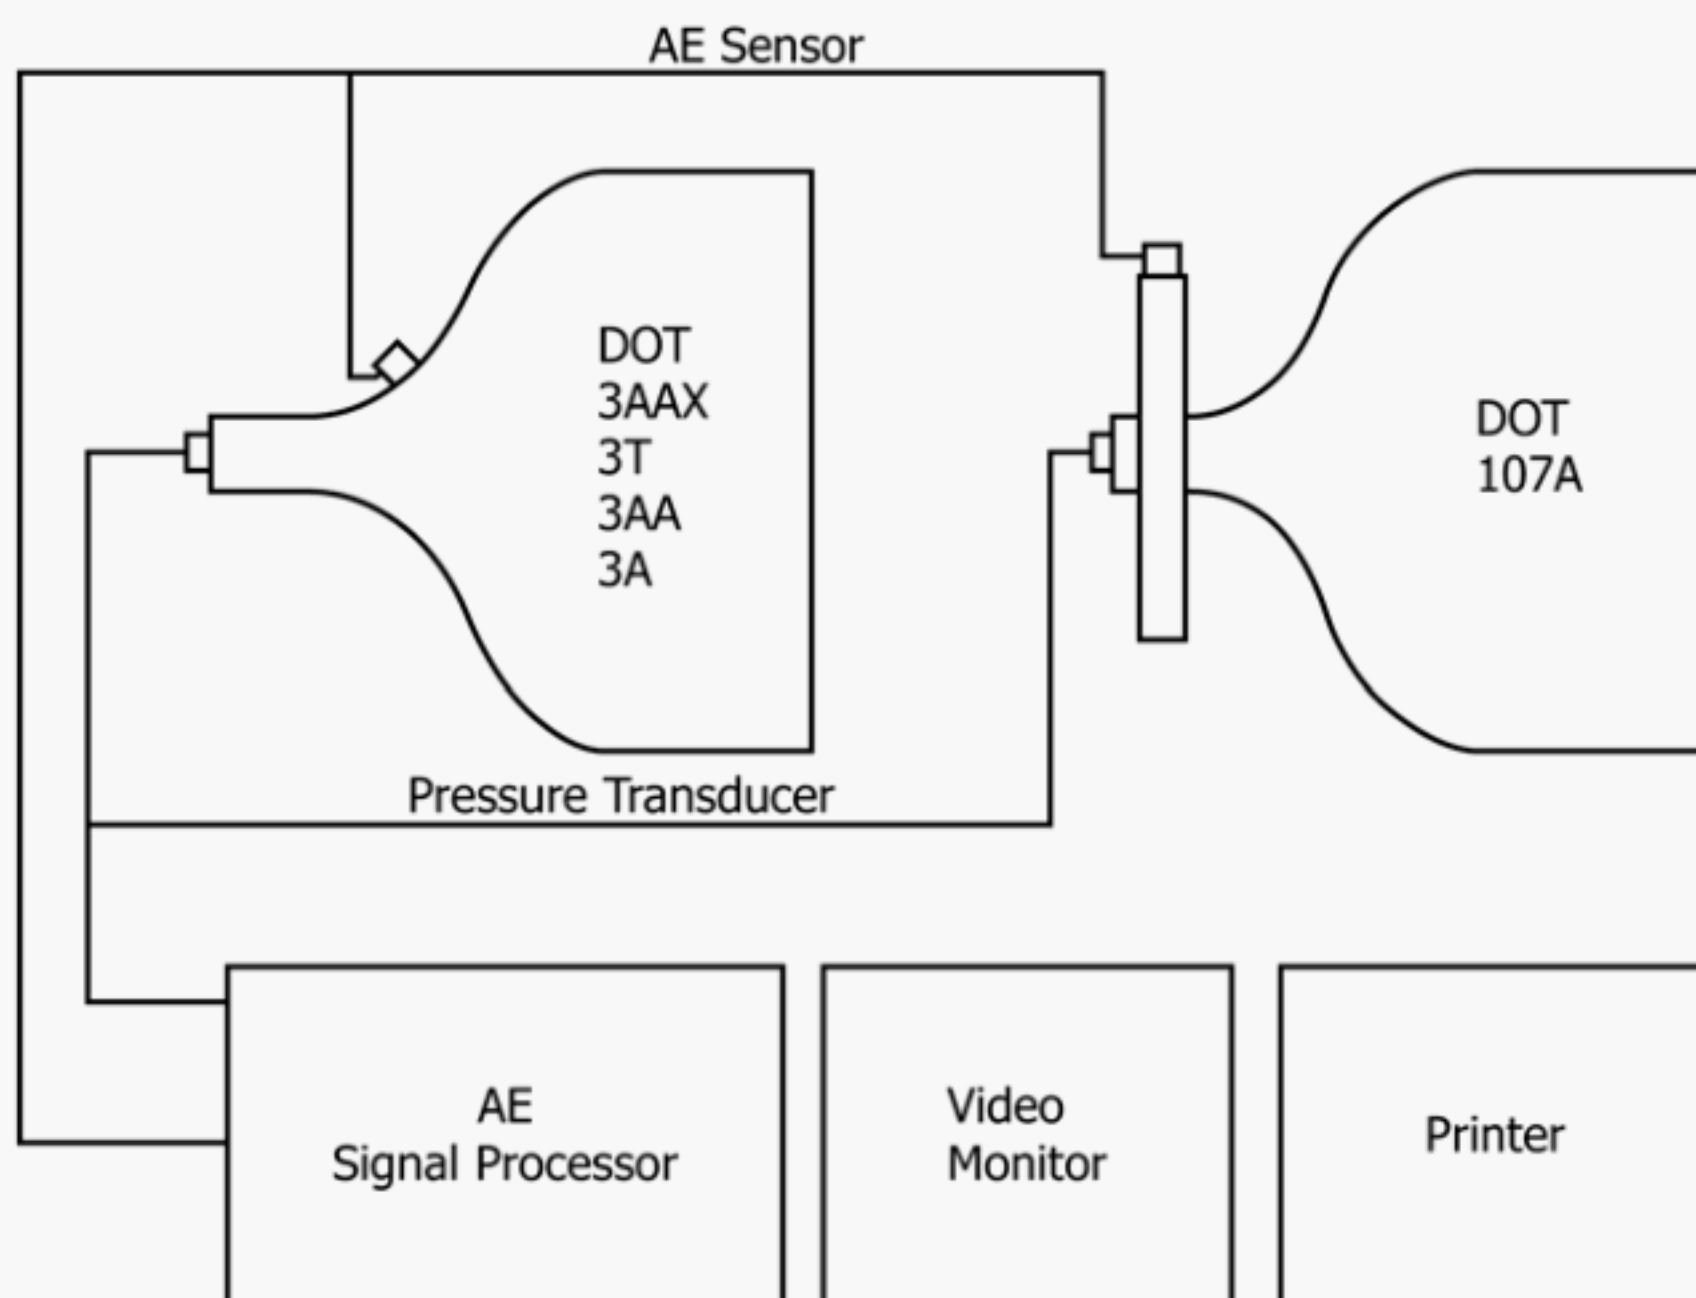 AE Sensor
DOT
3AAX
3T
3AA
3A
DOT
107A
Pressure Transducer
AE
Signal Processor
Video
Monitor
Printer